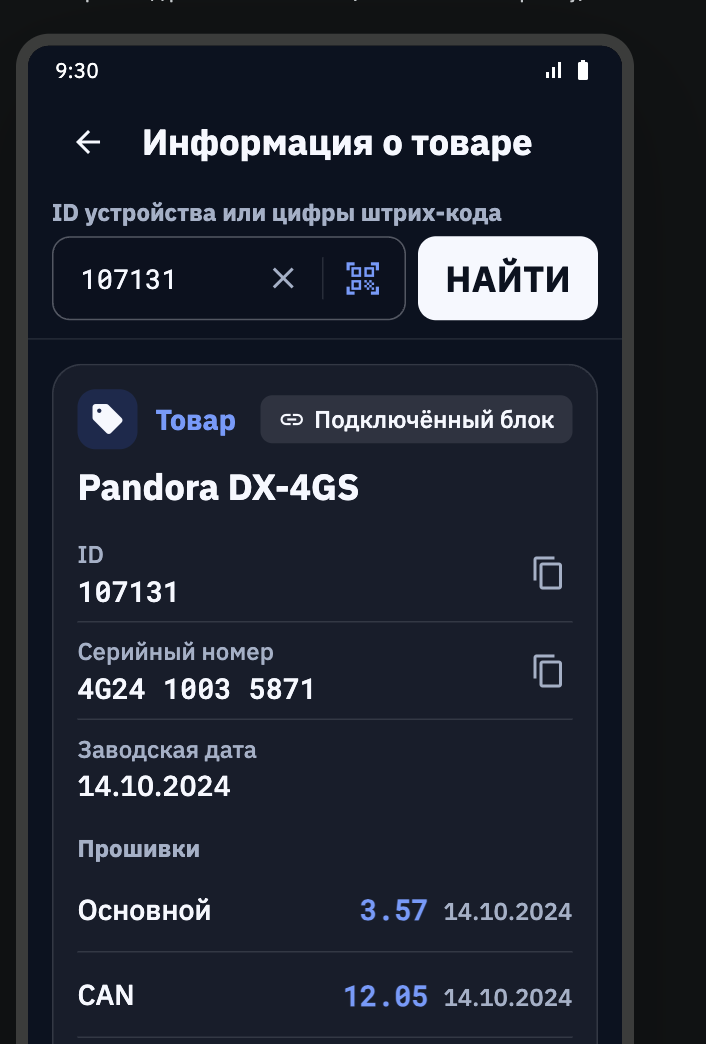 9:30
Информация о товаре
ID устройства или цифры штрих-кода
107131
НАЙТИ
Товар
Подключённый блок
Pandora DX-4GS
ID
107131
Серийный номер
4G24 1003 5871
Заводская дата
14.10.2024
Прошивки
Основной 3.57 14.10.2024
CAN 12.05 14.10.2024